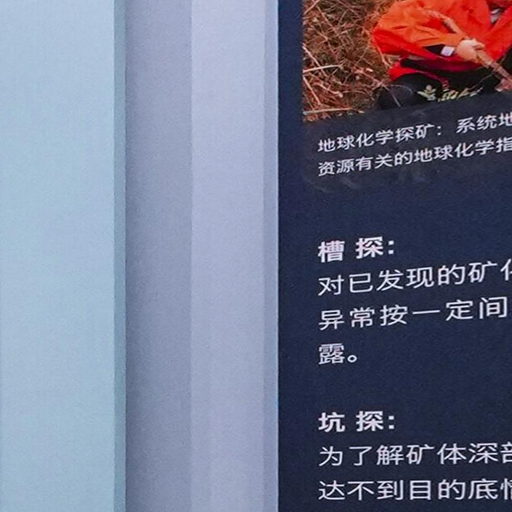 地球化学探矿：系统地
资源有关的地球化学指
槽 探:
对已发现的矿化
异常按一定间
露。
坑 探:
为了解矿体深部
达不到目的底